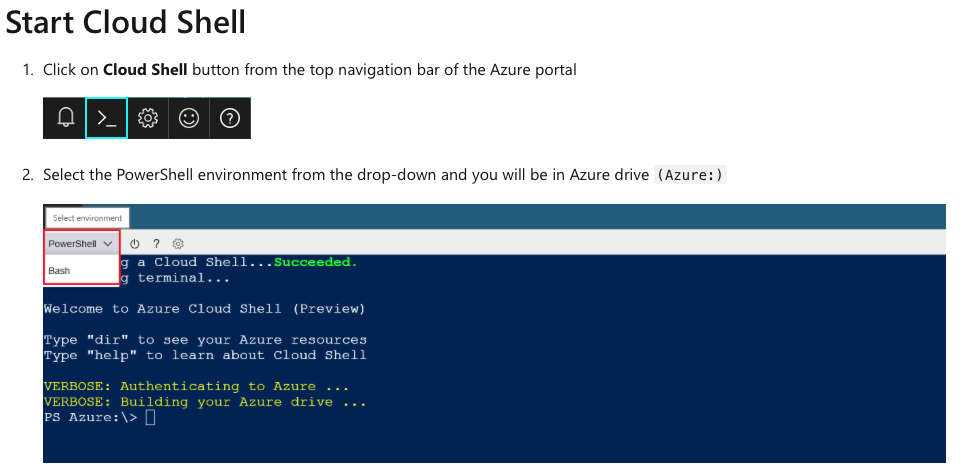 Start Cloud Shell
1. Click on Cloud Shell button from the top navigation bar of the Azure portal
>_ ?
2. Select the PowerShell environment from the drop-down and you will be in Azure drive (Azure:)
Select environment
PowerShell ?
Bash
g a Cloud Shell...Succeeded.
g terminal...
Welcome to Azure Cloud Shell (Preview)
Type "dir" to see your Azure resources
Type "help" to learn about Cloud Shell
VERBOSE: Authenticating to Azure ...
VERBOSE: Building your Azure drive ...
PS Azure:\>